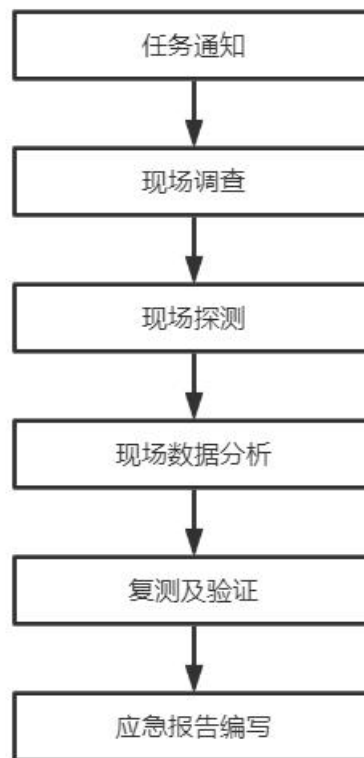 任务通知
现场调查
现场探测
现场数据分析
复测及验证
应急报告编写